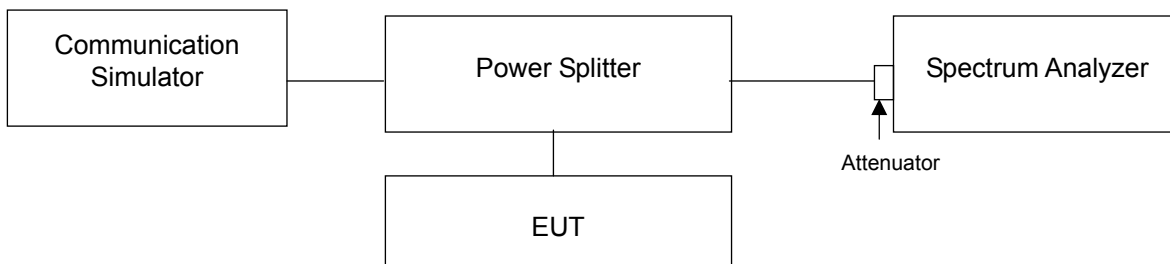 Communication
Simulator
Power Splitter
Spectrum Analyzer
Attenuator
EUT